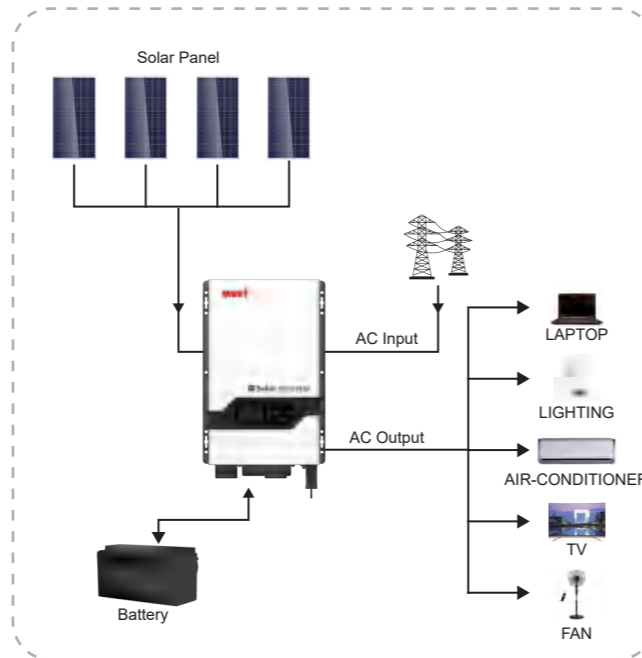 Solar Panel
AC Input
LAPTOP
LIGHTING
AC Output
AIR-CONDITIONER
TV
Battery
FAN